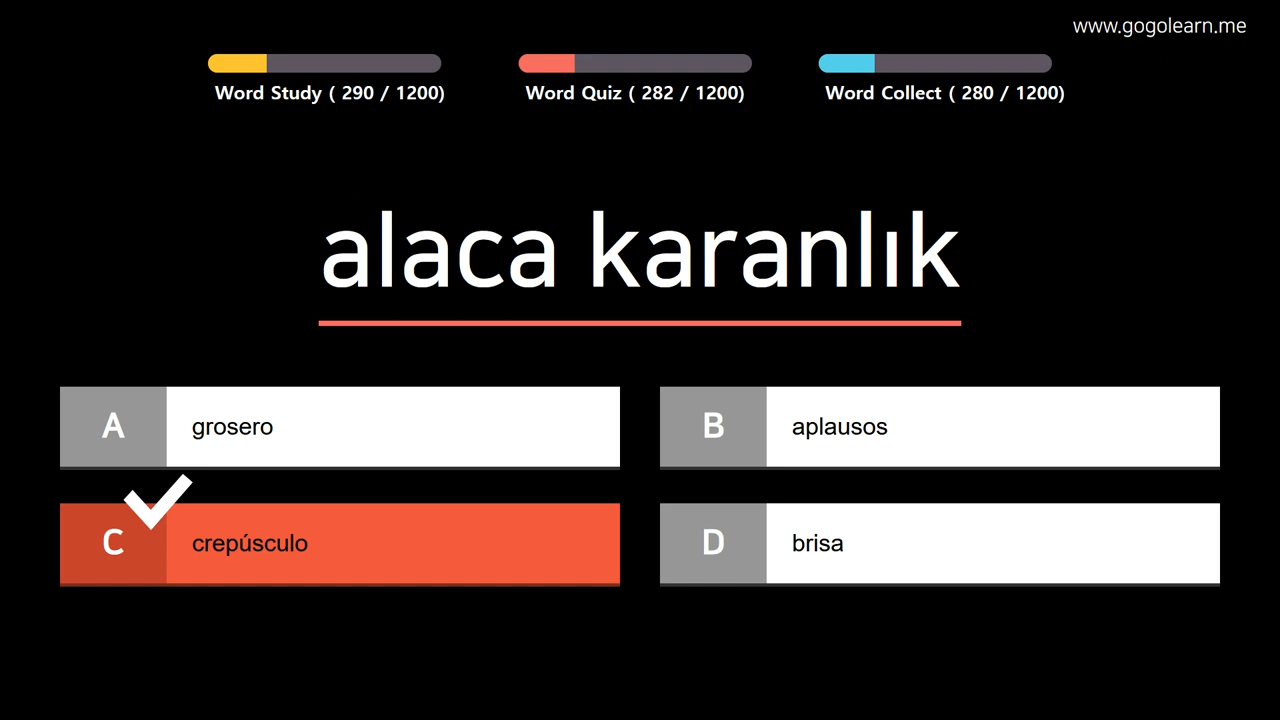 www.gogolearn.me
Word Study ( 290 / 1200)
Word Quiz ( 282 / 1200)
Word Collect ( 280 / 1200)
alaca karanlık
A
grosero
B
aplausos
C
crepúsculo
D
brisa